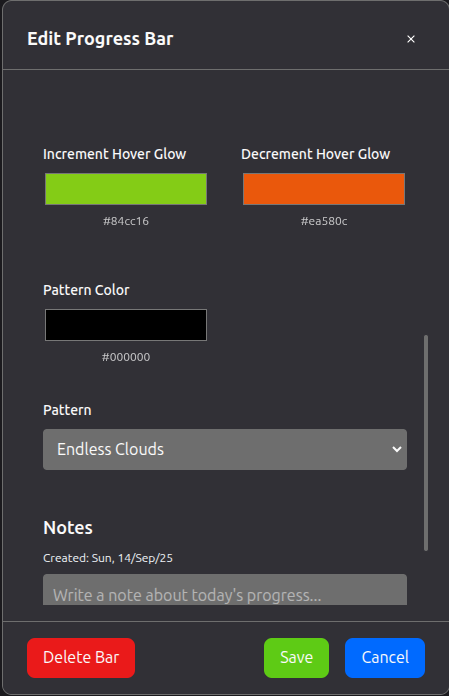 Edit Progress Bar ×
Increment Hover Glow Decrement Hover Glow
#84cc16 #ea580c
Pattern Color
#000000
Pattern
Endless Clouds
Notes
Created: Sun, 14/Sep/25
Write a note about today's progress...
Delete Bar Save Cancel